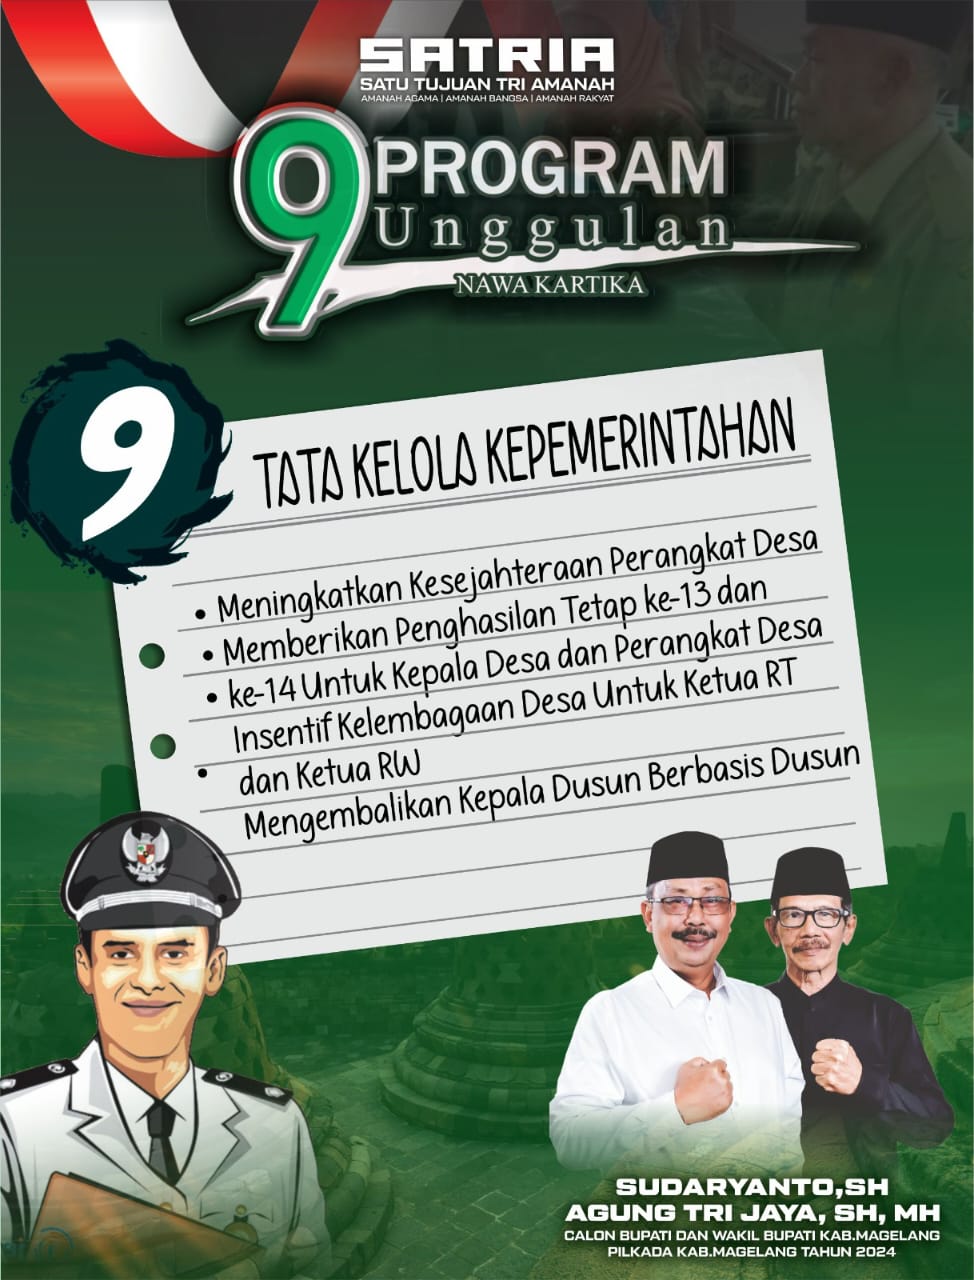 SATRIA
SATU TUJUAN TRI AMANAH
AMANAH AGAMA | AMANAH BANGSA | AMANAH RAKYAT
9 PROGRAM
Unggulan
NAWA KARTIKA
9
TATA KELOLA KEPEMERINTAHAN
• Meningkatkan Kesejahteraan Perangkat Desa
• Memberikan Penghasilan Tetap ke-13 dan
• ke-14 Untuk Kepala Desa dan Perangkat Desa
Insentif Kelembagaan Desa Untuk Ketua RT
• dan Ketua RW
Mengembalikan Kepala Dusun Berbasis Dusun
SUDARYANTO,SH
AGUNG TRI JAYA, SH, MH
CALON BUPATI DAN WAKIL BUPATI KAB.MAGELANG
PILKADA KAB.MAGELANG TAHUN 2024